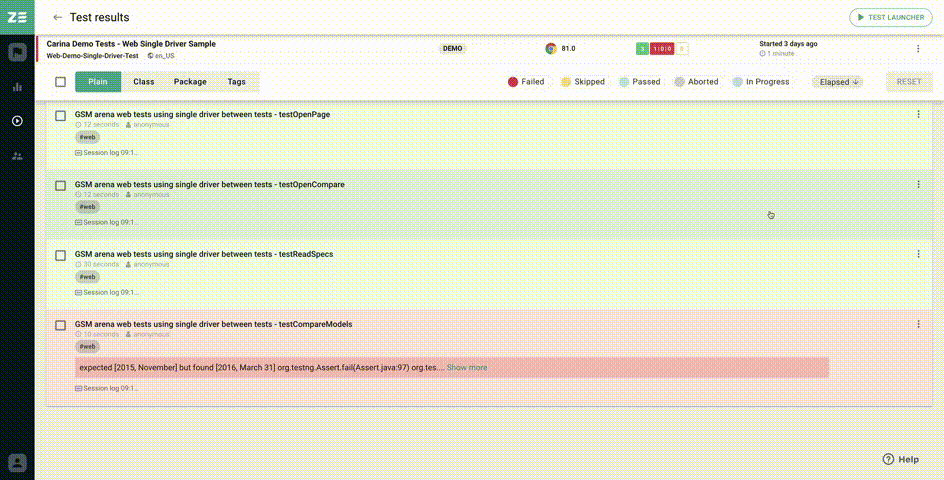 ZE
Test results
TEST LAUNCHER
Carina Demo Tests - Web Single Driver Sample
DEMO
81.0
3 1|0|0 0
Started 3 days ago
Web-Demo-Single-Driver-Test en_US
1 minute
Plain Class Package Tags
Failed Skipped Passed Aborted In Progress
Elapsed
RESET
GSM arena web tests using single driver between tests - testOpenPage
12 seconds anonymous
#web
Session log 09:1...
GSM arena web tests using single driver between tests - testOpenCompare
12 seconds anonymous
#web
Session log 09:1...
GSM arena web tests using single driver between tests - testReadSpecs
30 seconds anonymous
#web
Session log 09:1...
GSM arena web tests using single driver between tests - testCompareModels
10 seconds anonymous
#web
expected [2015, November] but found [2016, March 31] org.testng.Assert.fail(Assert.java:97) org.tes.... Show more
Session log 09:1...
Help